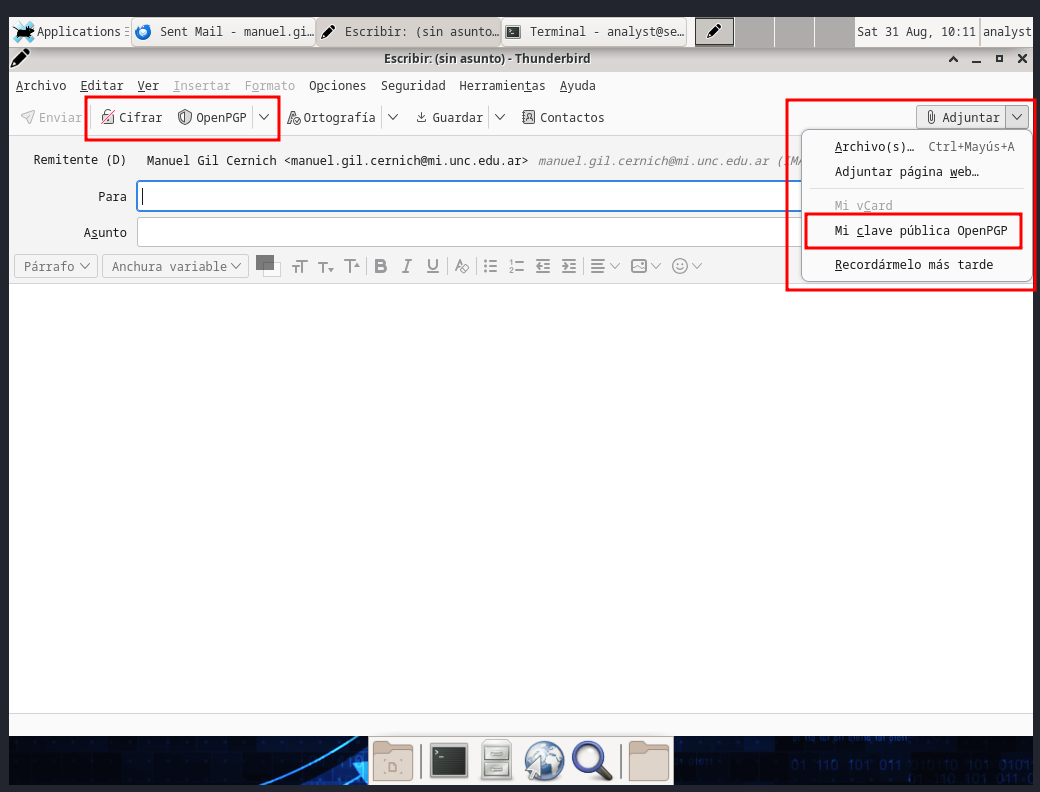 Applications Sent Mail - manuel.gi... Escribir: (sin asunto... Terminal - analyst@se... Sat 31 Aug, 10:11 analyst
Escribir: (sin asunto) - Thunderbird
Archivo Editar Ver Insertar Formato Opciones Seguridad Herramientas Ayuda
Enviar Cifrar OpenPGP Ortografía Guardar Contactos Adjuntar
Archivo(s)… Ctrl+Mayús+A
Adjuntar página web…
Mi vCard
Mi clave pública OpenPGP
Recordármelo más tarde
Remitente (D) Manuel Gil Cernich <manuel.gil.cernich@mi.unc.edu.ar> manuel.gil.cernich@mi.unc.edu.ar (IMA
Para
Asunto
Párrafo Anchura variable